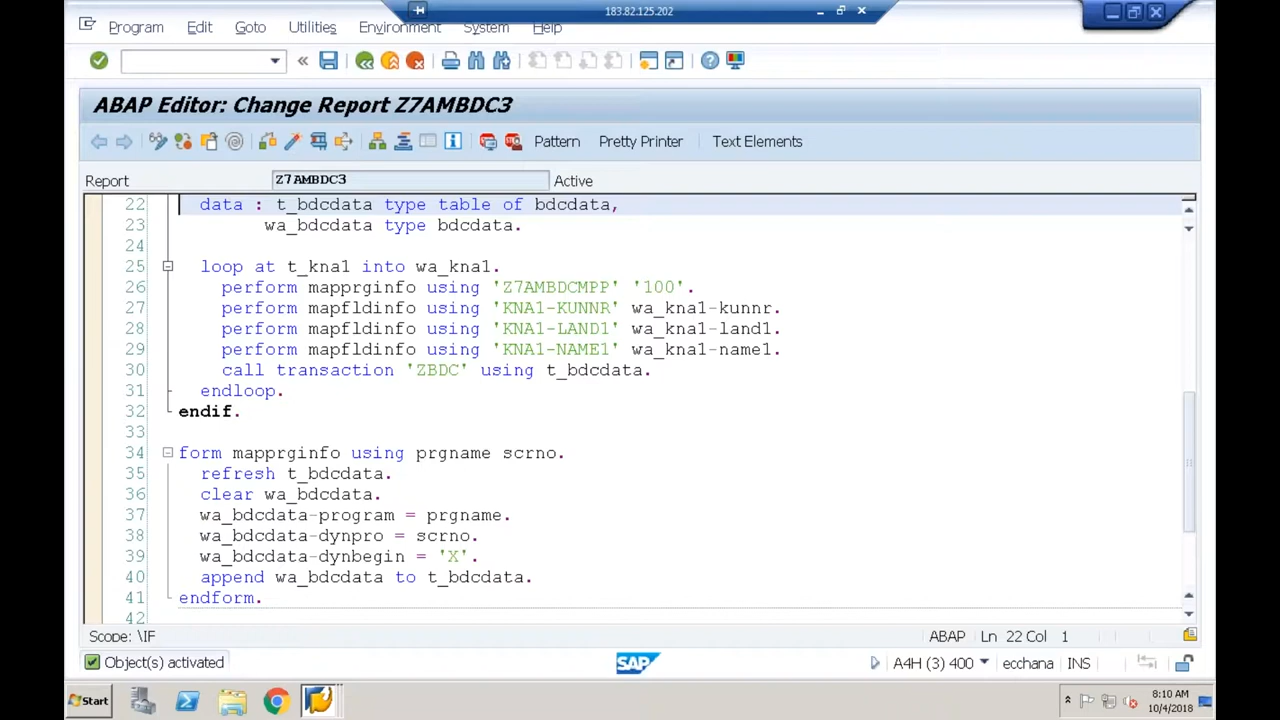 183.82.125.202
Program Edit Goto Utilities Environment System Help
ABAP Editor: Change Report Z7AMBDC3
Pattern Pretty Printer Text Elements
Report Z7AMBDC3 Active
22 data : t_bdcdata type table of bdcdata,
23 wa_bdcdata type bdcdata.
24
25 loop at t_kna1 into wa_kna1.
26 perform mapprginfo using 'Z7AMBDCMPP' '100'.
27 perform mapfldinfo using 'KNA1-KUNNR' wa_kna1-kunnr.
28 perform mapfldinfo using 'KNA1-LAND1' wa_kna1-land1.
29 perform mapfldinfo using 'KNA1-NAME1' wa_kna1-name1.
30 call transaction 'ZBDC' using t_bdcdata.
31 endloop.
32 endif.
33
34 form mapprginfo using prgname scrno.
35 refresh t_bdcdata.
36 clear wa_bdcdata.
37 wa_bdcdata-program = prgname.
38 wa_bdcdata-dynpro = scrno.
39 wa_bdcdata-dynbegin = 'X'.
40 append wa_bdcdata to t_bdcdata.
41 endform.
42
Scope: \IF ABAP Ln 22 Col 1
Object(s) activated SAP A4H (3) 400 ecchana INS
Start 8:10 AM
10/4/2018